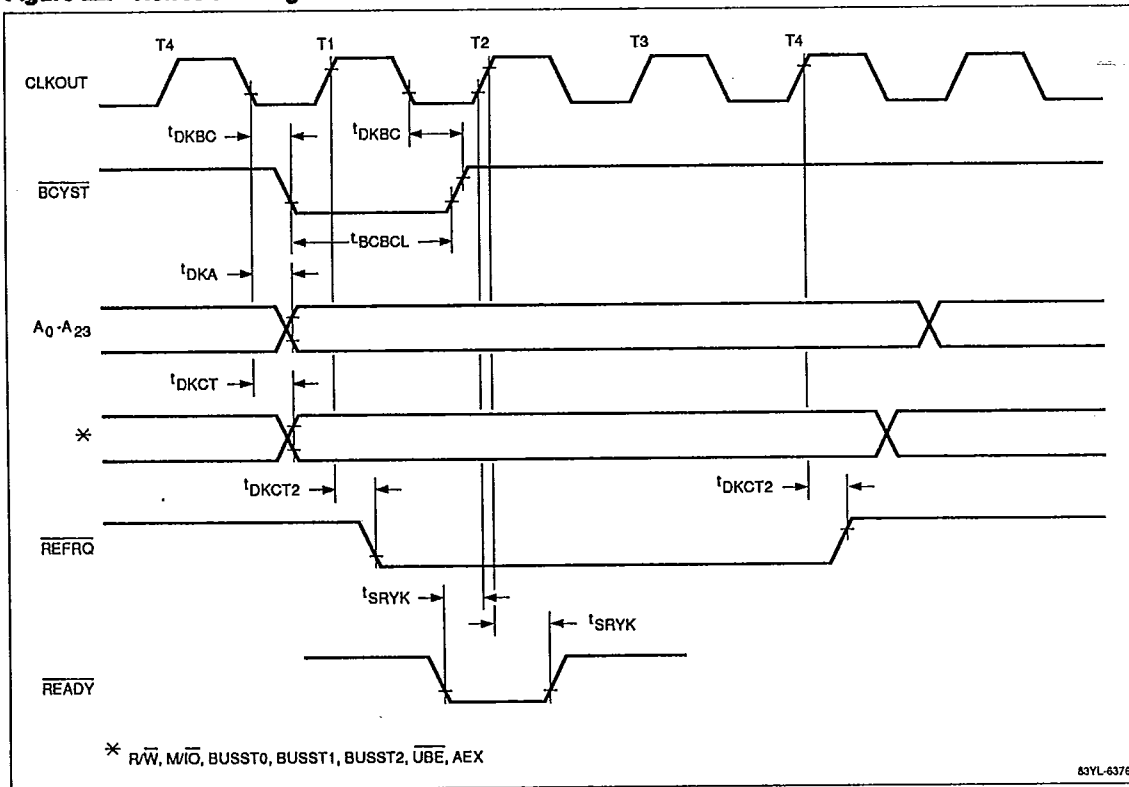 T4 T1 T2 T3 T4
CLKOUT
tDKBC tDKBC
BCYST
tBCBCL
tDKA
A0-A23
tDKCT
*
tDKCT2 tDKCT2
REFRQ
tSRYK
tSRYK
READY
* R/W, M/IO, BUSST0, BUSST1, BUSST2, UBE, AEX
83YL-6376